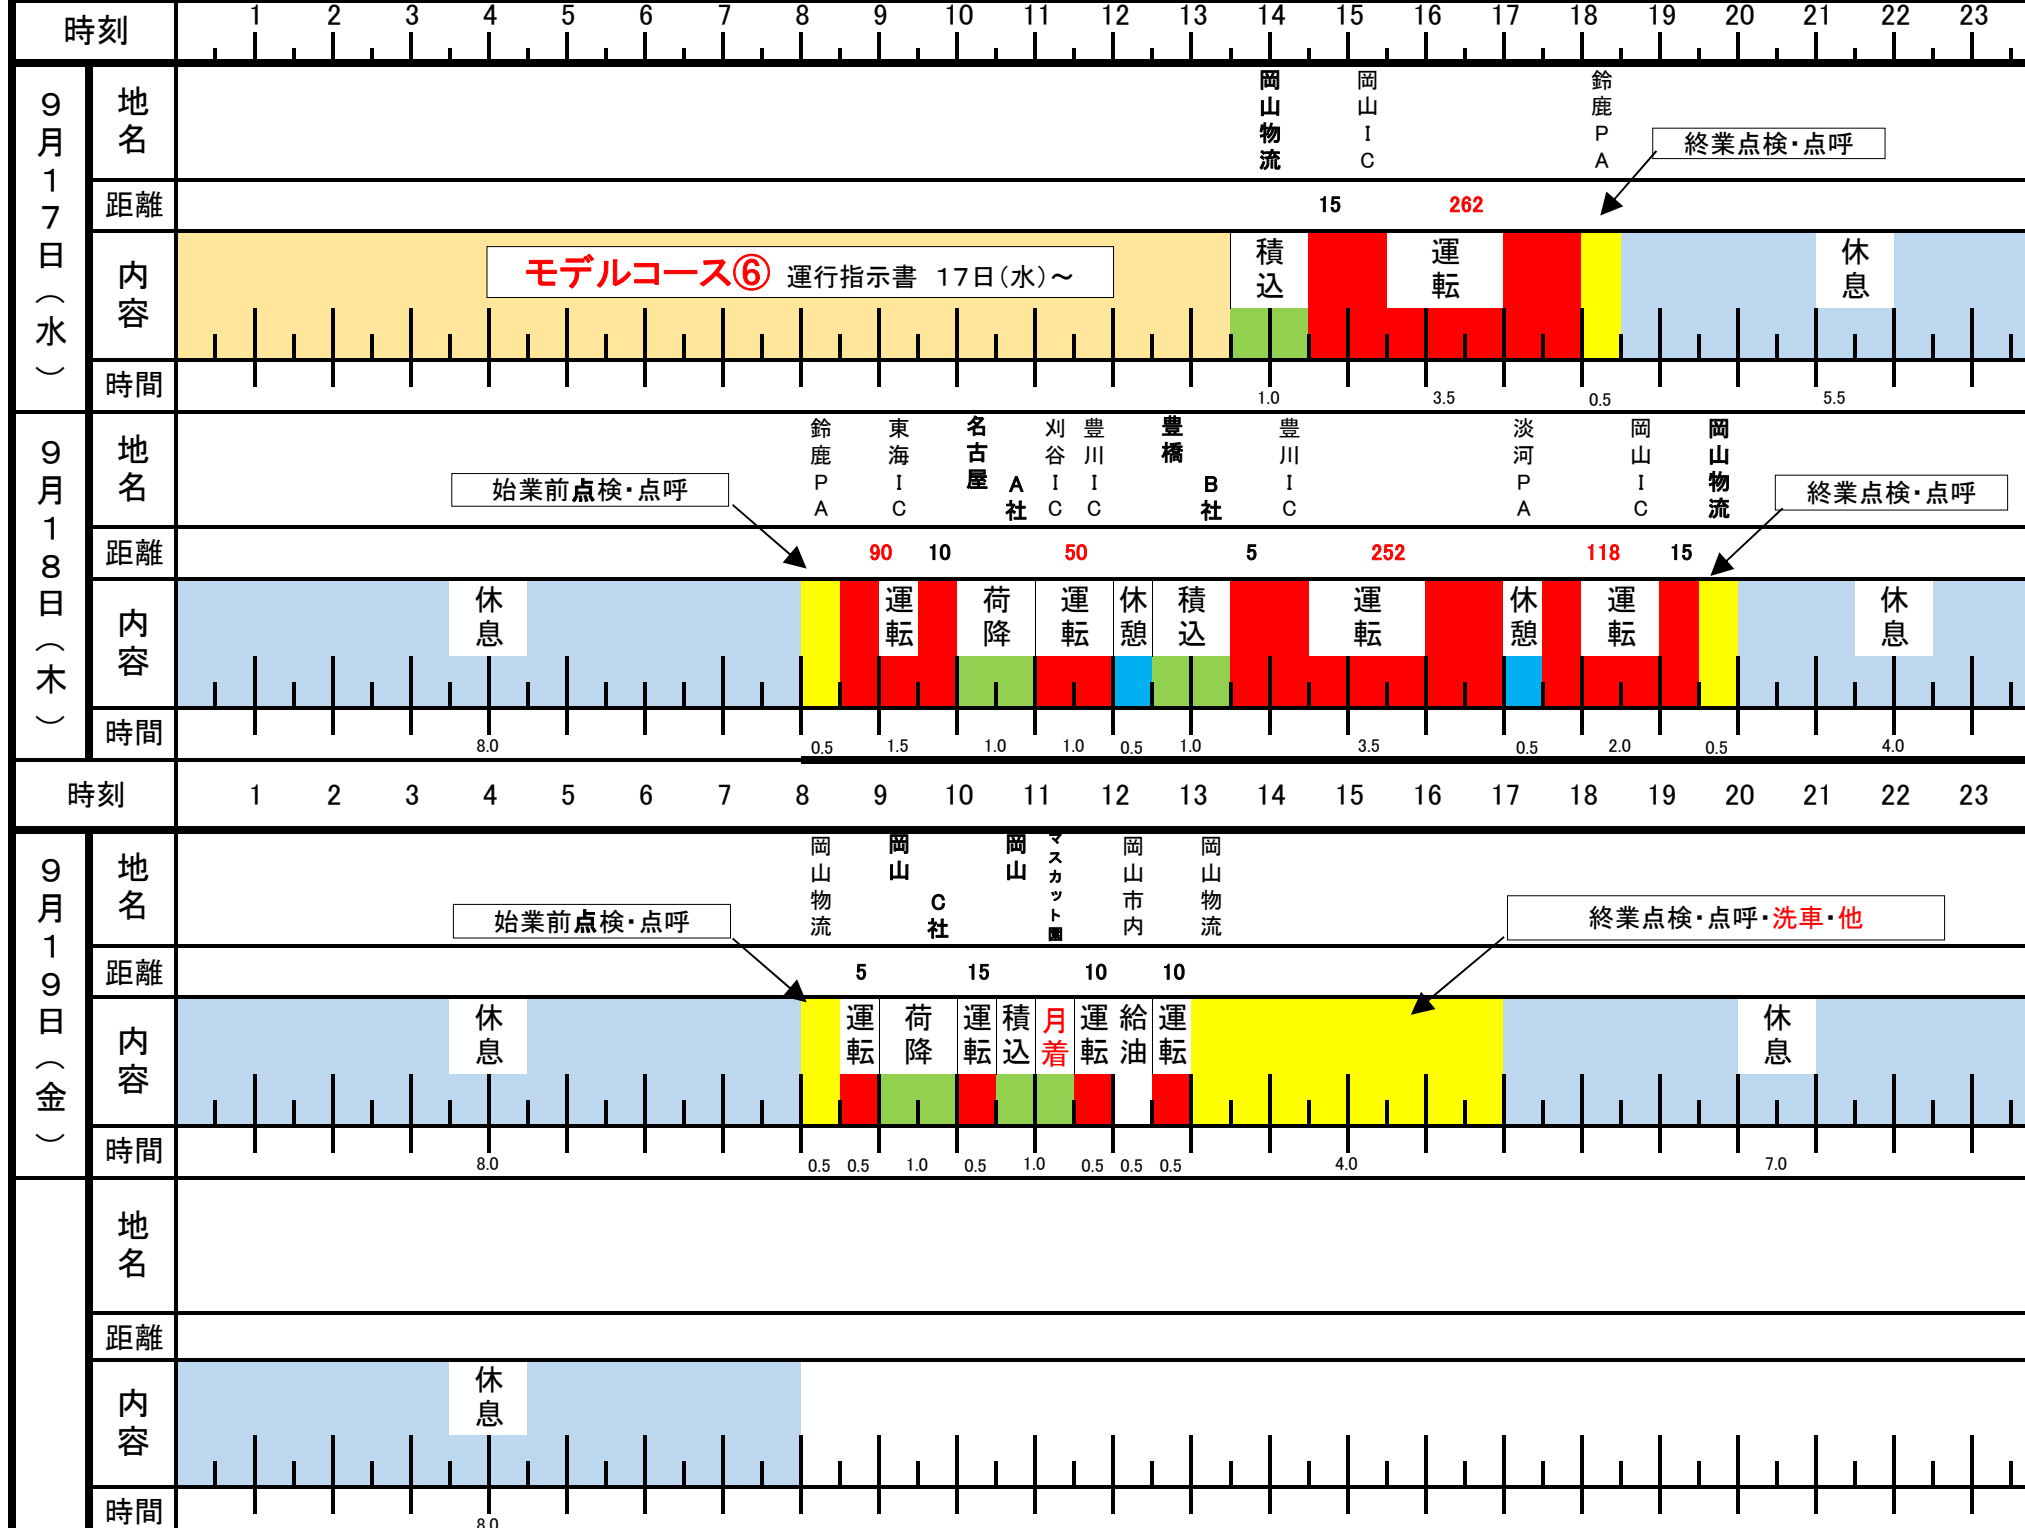 時刻 1 2 3 4 5 6 7 8 9 10 11 12 13 14 15 16 17 18 19 20 21 22 23
9月17日（水）
地名 岡山物流 岡山IC 鈴鹿PA
終業点検・点呼
距離 15 262
内容 モデルコース⑥ 運行指示書 17日(水)～ 積込 運転 休息
時間 1.0 3.5 0.5 5.5
9月18日（木）
地名 鈴鹿PA 東海IC 名古屋 A社 刈谷IC 豊川IC 豊橋 B社 豊川IC 淡河PA 岡山IC 岡山物流
始業前点検・点呼 終業点検・点呼
距離 90 10 50 5 252 118 15
内容 休息 運転 荷降 運転 休憩 積込 運転 休憩 運転 休息
時間 8.0 0.5 1.5 1.0 1.0 0.5 1.0 3.5 0.5 2.0 0.5 4.0
時刻 1 2 3 4 5 6 7 8 9 10 11 12 13 14 15 16 17 18 19 20 21 22 23
9月19日（金）
地名 岡山物流 岡山 C社 岡山 マスカット園 岡山市内 岡山物流
始業前点検・点呼 終業点検・点呼・洗車・他
距離 5 15 10 10
内容 休息 運転 荷降 運転 積込 月着 運転 給油 運転 休息
時間 8.0 0.5 0.5 1.0 0.5 1.0 0.5 0.5 0.5 4.0 7.0
地名
距離
内容 休息
時間 8.0